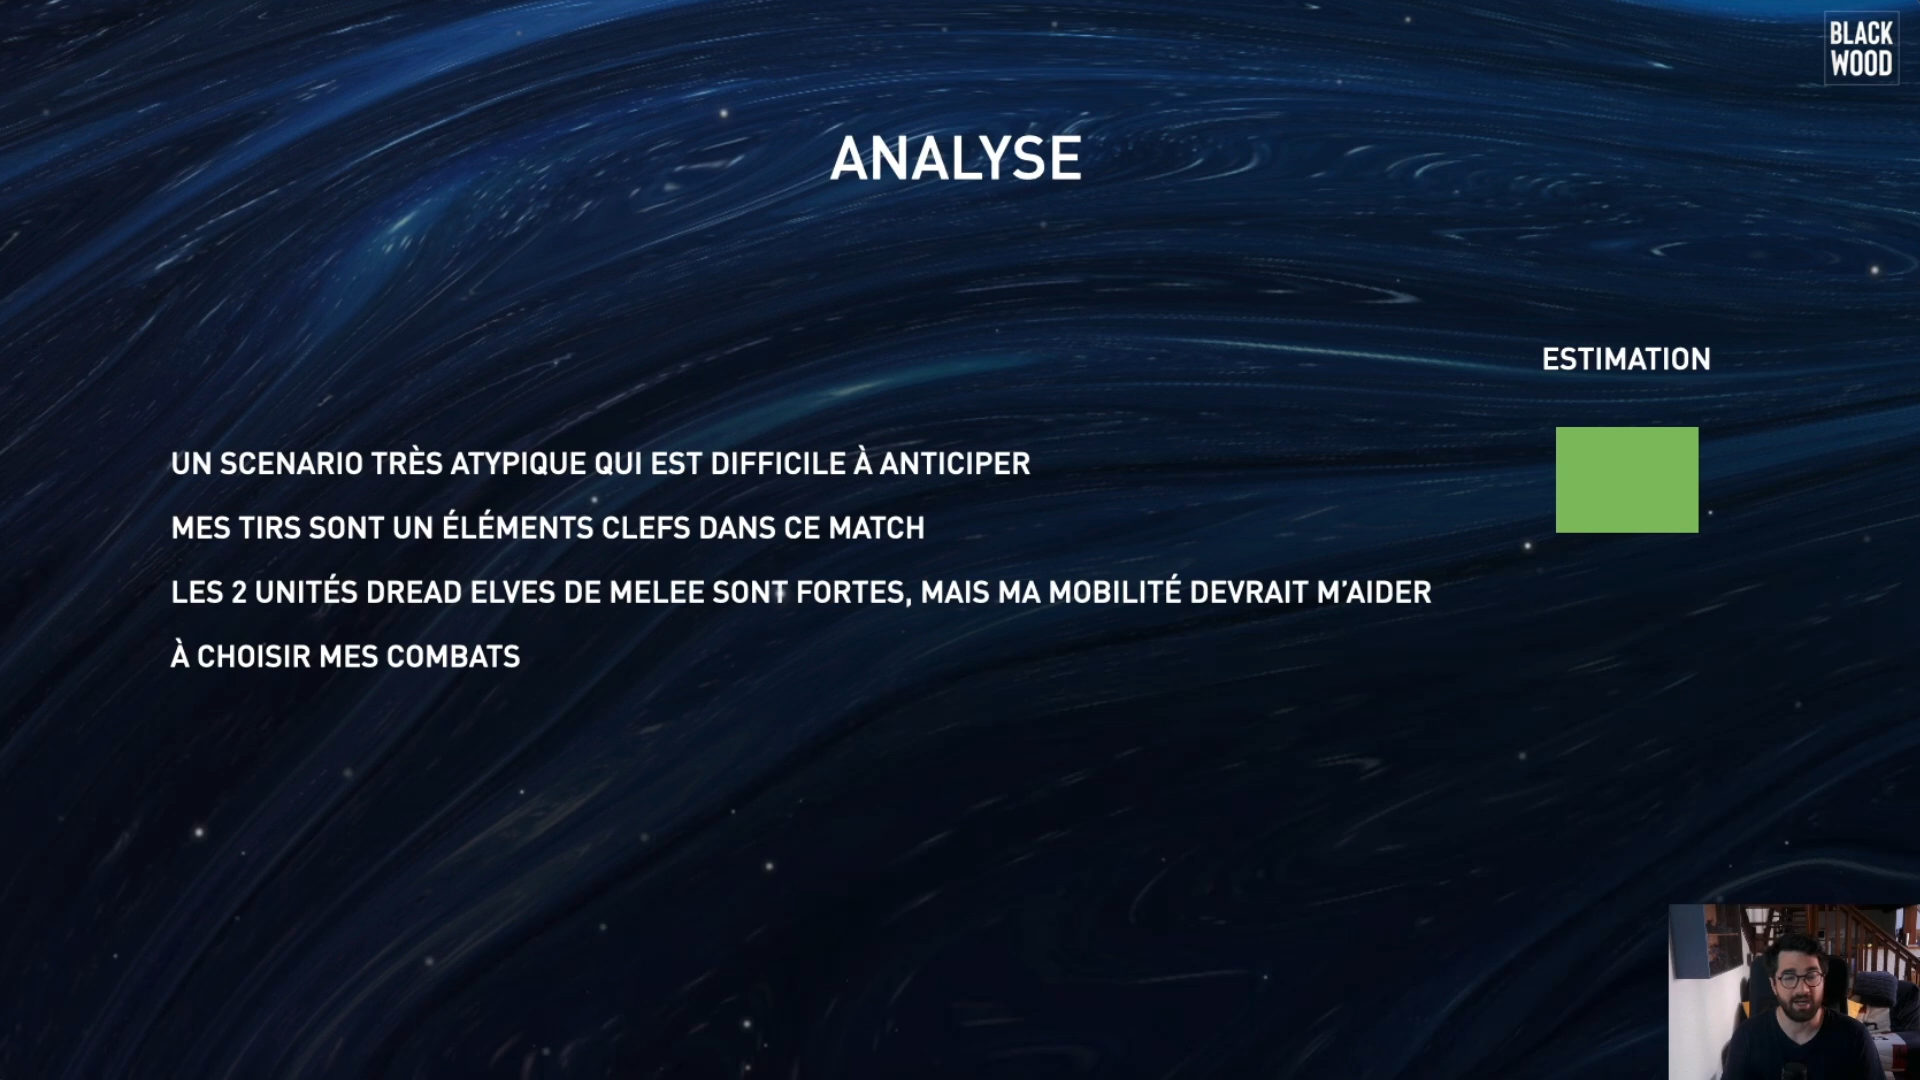 BLACK
WOOD
ANALYSE
ESTIMATION
UN SCENARIO TRÈS ATYPIQUE QUI EST DIFFICILE À ANTICIPER
MES TIRS SONT UN ÉLÉMENTS CLEFS DANS CE MATCH
LES 2 UNITÉS DREAD ELVES DE MELEE SONT FORTES, MAIS MA MOBILITÉ DEVRAIT M’AIDER
À CHOISIR MES COMBATS